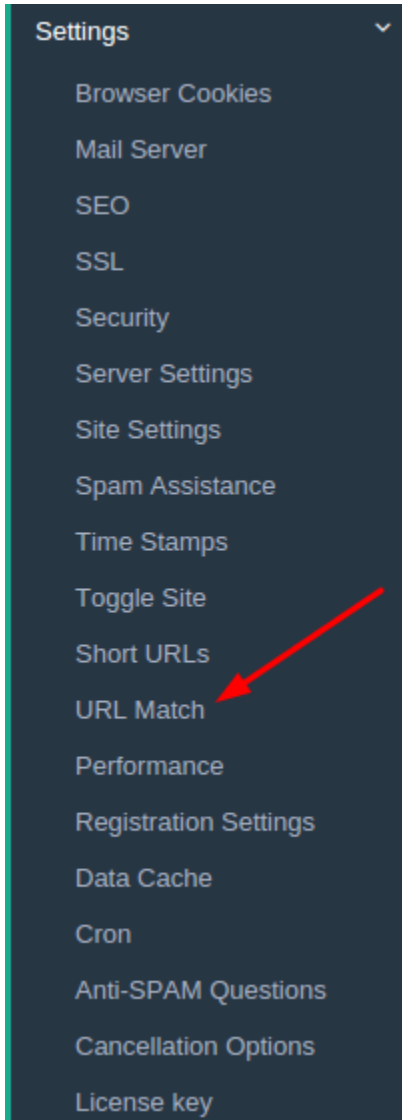 Settings
Browser Cookies
Mail Server
SEO
SSL
Security
Server Settings
Site Settings
Spam Assistance
Time Stamps
Toggle Site
Short URLs
URL Match
Performance
Registration Settings
Data Cache
Cron
Anti-SPAM Questions
Cancellation Options
License key